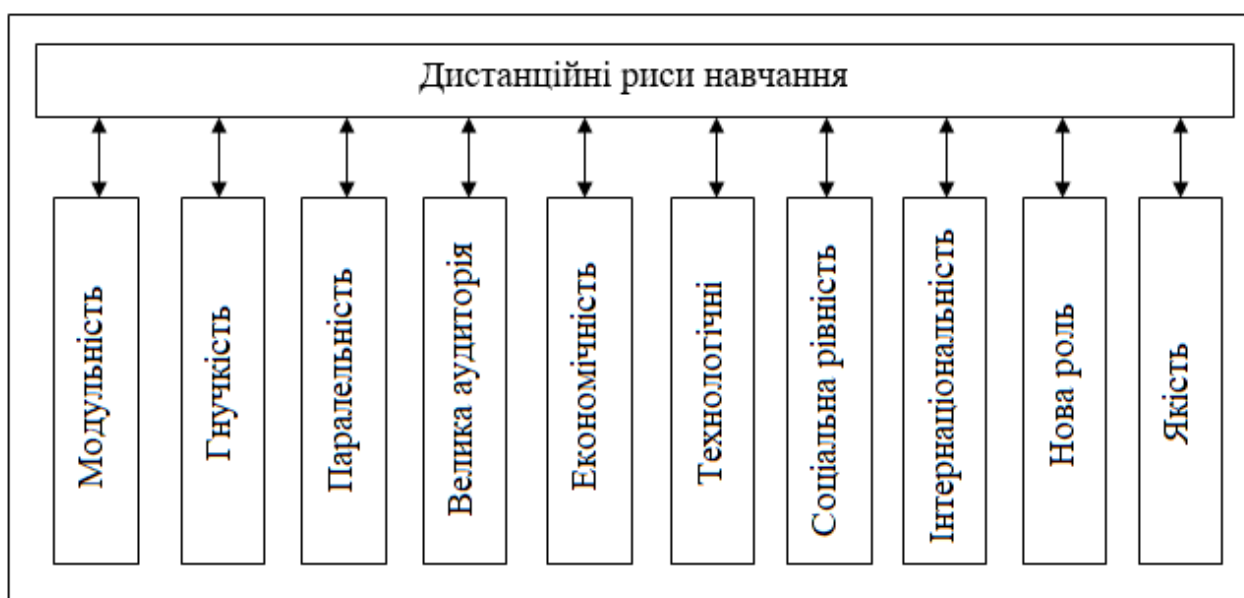 Дистанційні риси навчання
Модульність
Гнучкість
Паралельність
Велика аудиторія
Економічність
Технологічні
Соціальна рівність
Інтернаціональність
Нова роль
Якість